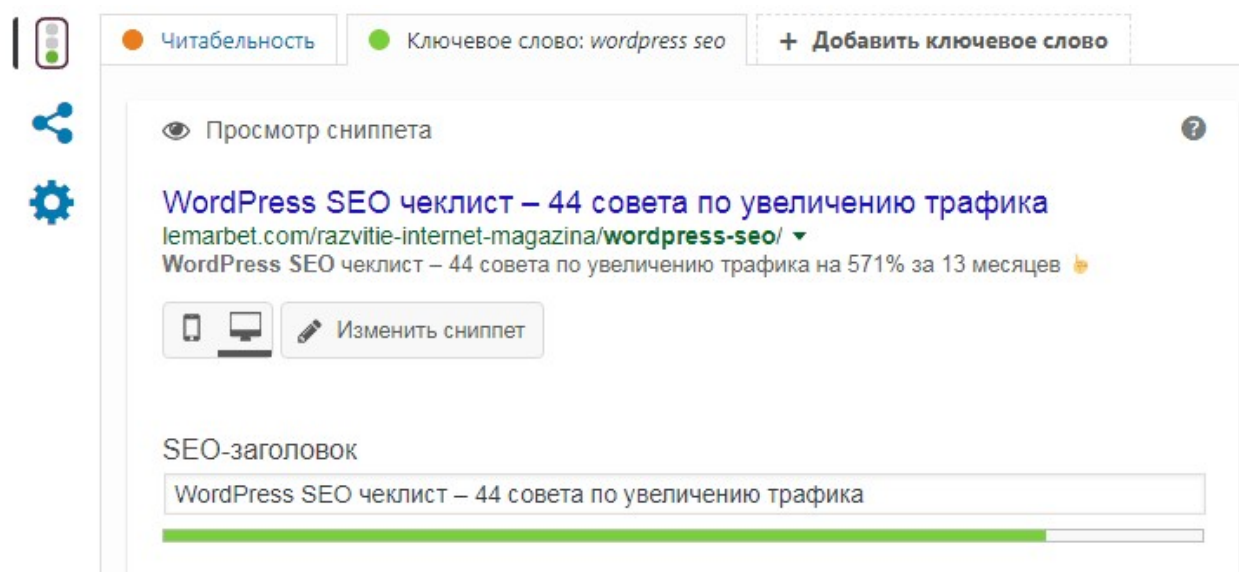 Читабельность
Ключевое слово: wordpress seo
+ Добавить ключевое слово
Просмотр сниппета
?
WordPress SEO чеклист – 44 совета по увеличению трафика
lemarbet.com/razvitie-internet-magazina/wordpress-seo/
WordPress SEO чеклист – 44 совета по увеличению трафика на 571% за 13 месяцев
Изменить сниппет
SEO-заголовок
WordPress SEO чеклист – 44 совета по увеличению трафика